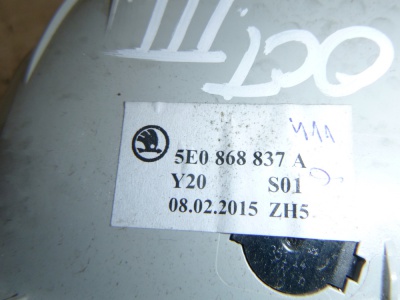 OCT. III
5E0 868 837 A
Y20 S01
08.02.2015 ZH5